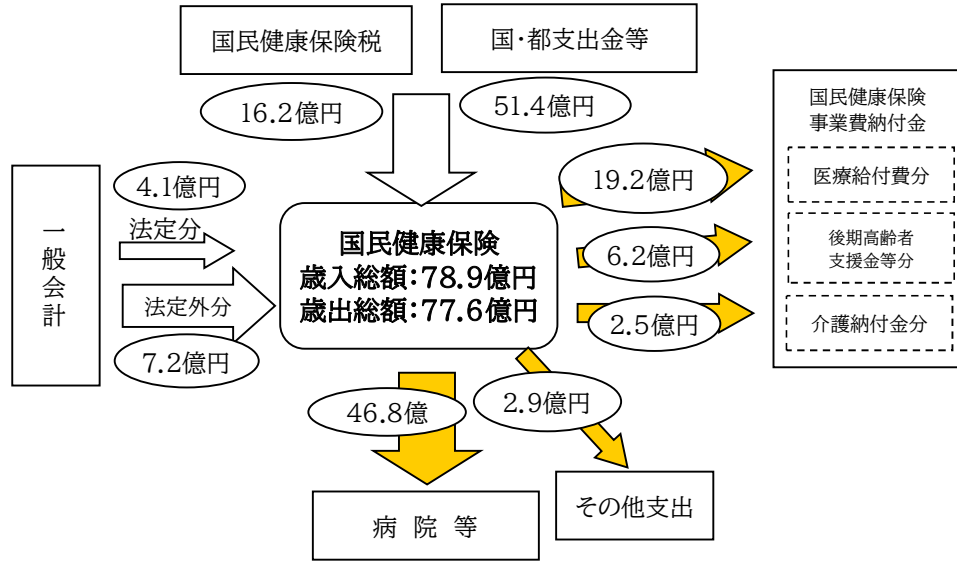 国民健康保険税
国・都支出金等
16.2億円
51.4億円
国民健康保険
事業費納付金
4.1億円
19.2億円
医療給付費分
一般会計
法定分
国民健康保険
歳入総額:78.9億円
歳出総額:77.6億円
6.2億円
後期高齢者
支援金等分
法定外分
2.5億円
介護納付金分
7.2億円
46.8億
2.9億円
病 院 等
その他支出